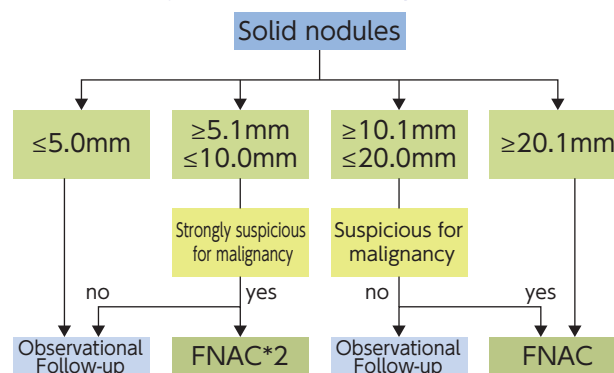 Solid nodules
≤5.0mm
≥5.1mm
≤10.0mm
≥10.1mm
≤20.0mm
≥20.1mm
Strongly suspicious
for malignancy
Suspicious for
malignancy
no
yes
no
yes
Observational
Follow-up
FNAC*2
Observational
Follow-up
FNAC